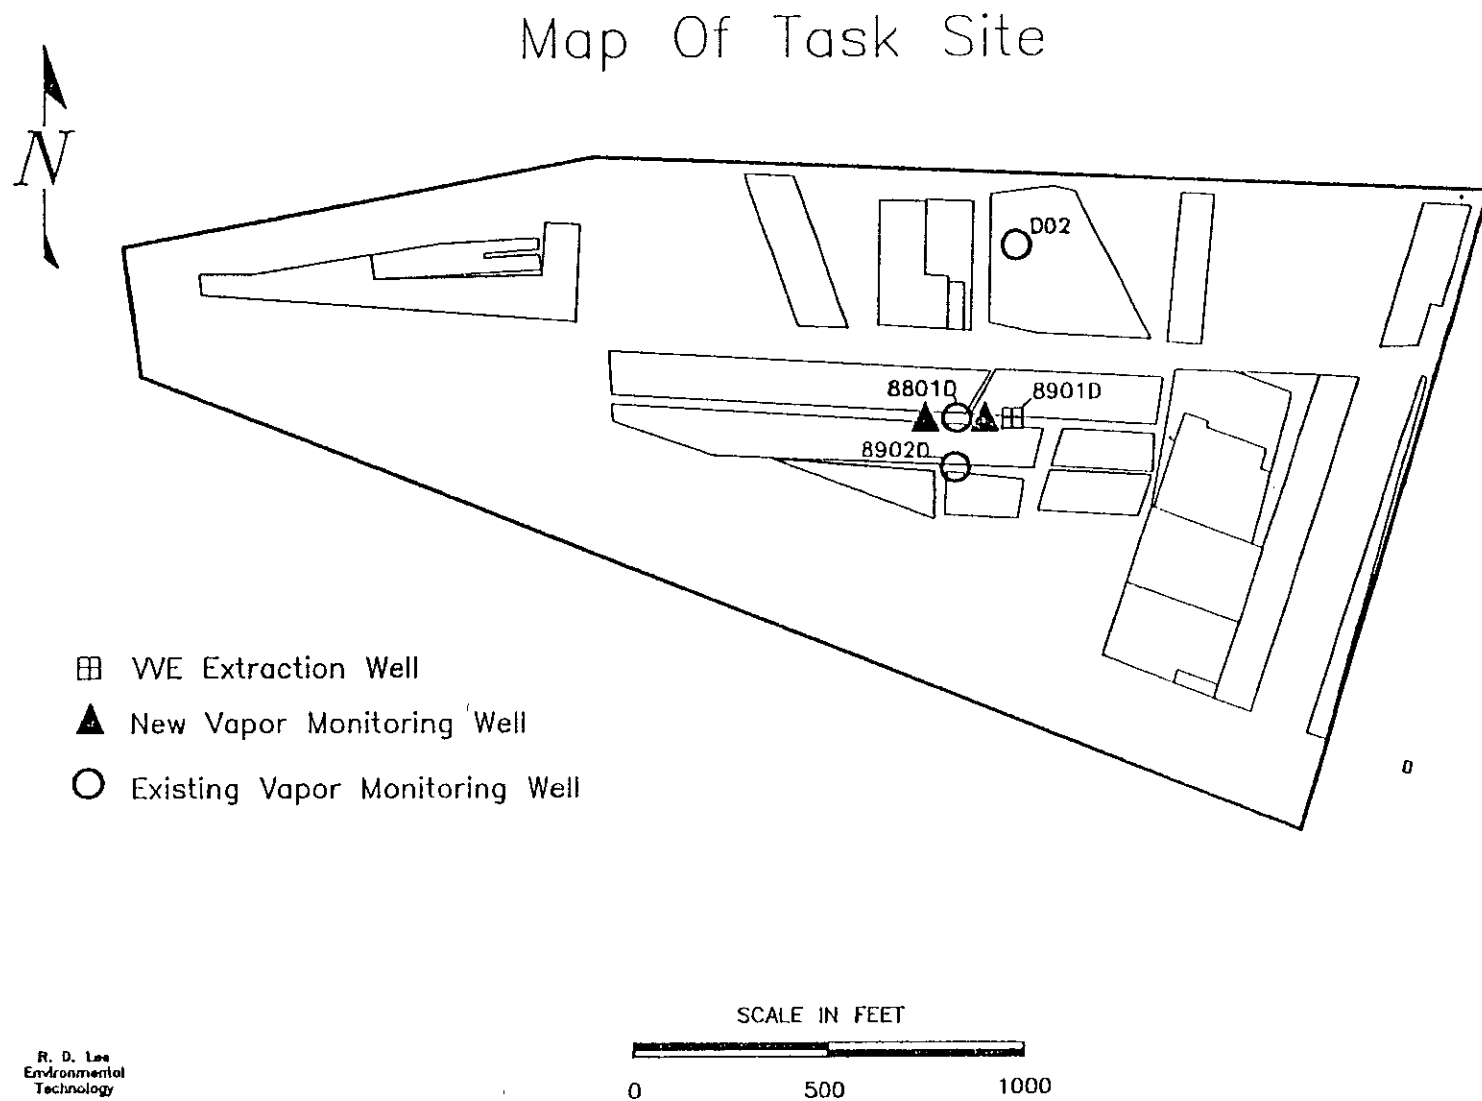 Map Of Task Site
N
D02
8801D
8901D
8902D
VVE Extraction Well
New Vapor Monitoring Well
Existing Vapor Monitoring Well
SCALE IN FEET
0 500 1000
R. D. Lee
Environmental
Technology